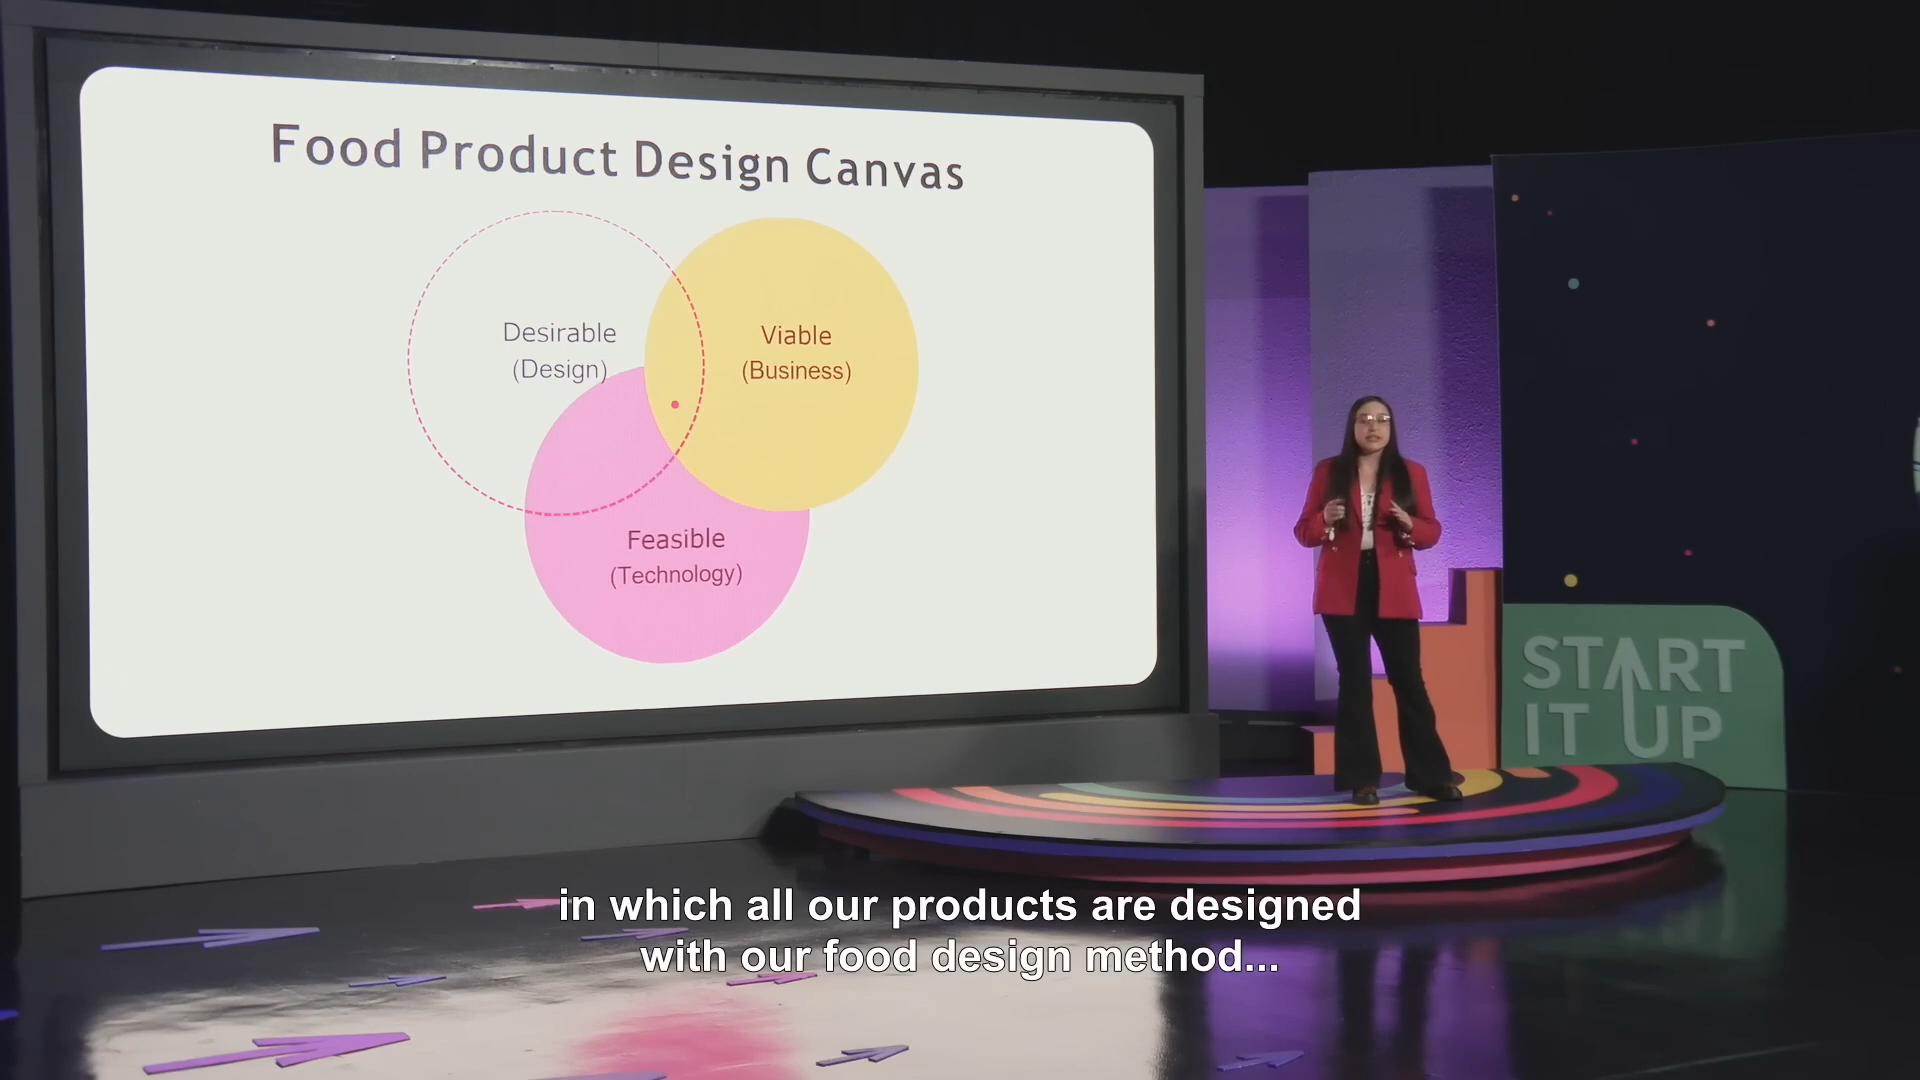 Food Product Design Canvas
Desirable
(Design)
Viable
(Business)
Feasible
(Technology)
START
IT UP
in which all our products are designed
with our food design method...